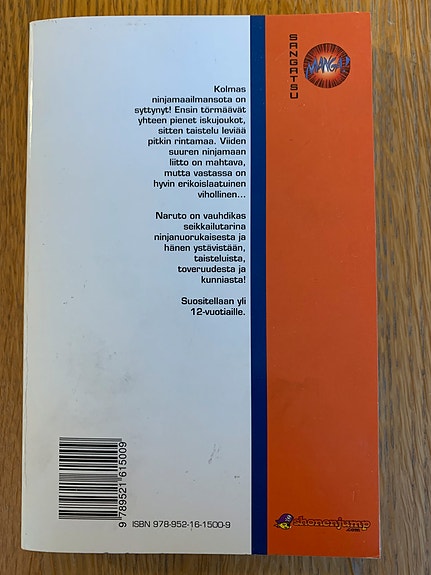 Kolmas
ninjamaailmansota on
syttynyt! Ensin törmäävät
yhteen pienet iskujoukot,
sitten taistelu leviää
pitkin rintamaa. Viiden
suuren ninjamaan
liitto on mahtava,
mutta vastassa on
hyvin erikoislaatuinen
vihollinen...
Naruto on vauhdikas
seikkailutarina
ninjanuorukaisesta ja
hänen ystävistään,
taisteluista,
toveruudesta ja
kunniasta!
Suositellaan yli
12-vuotiaille.
SANGATSU
MANGA
9 789521 615009
ISBN 978-952-16-1500-9
shonenjump
.com